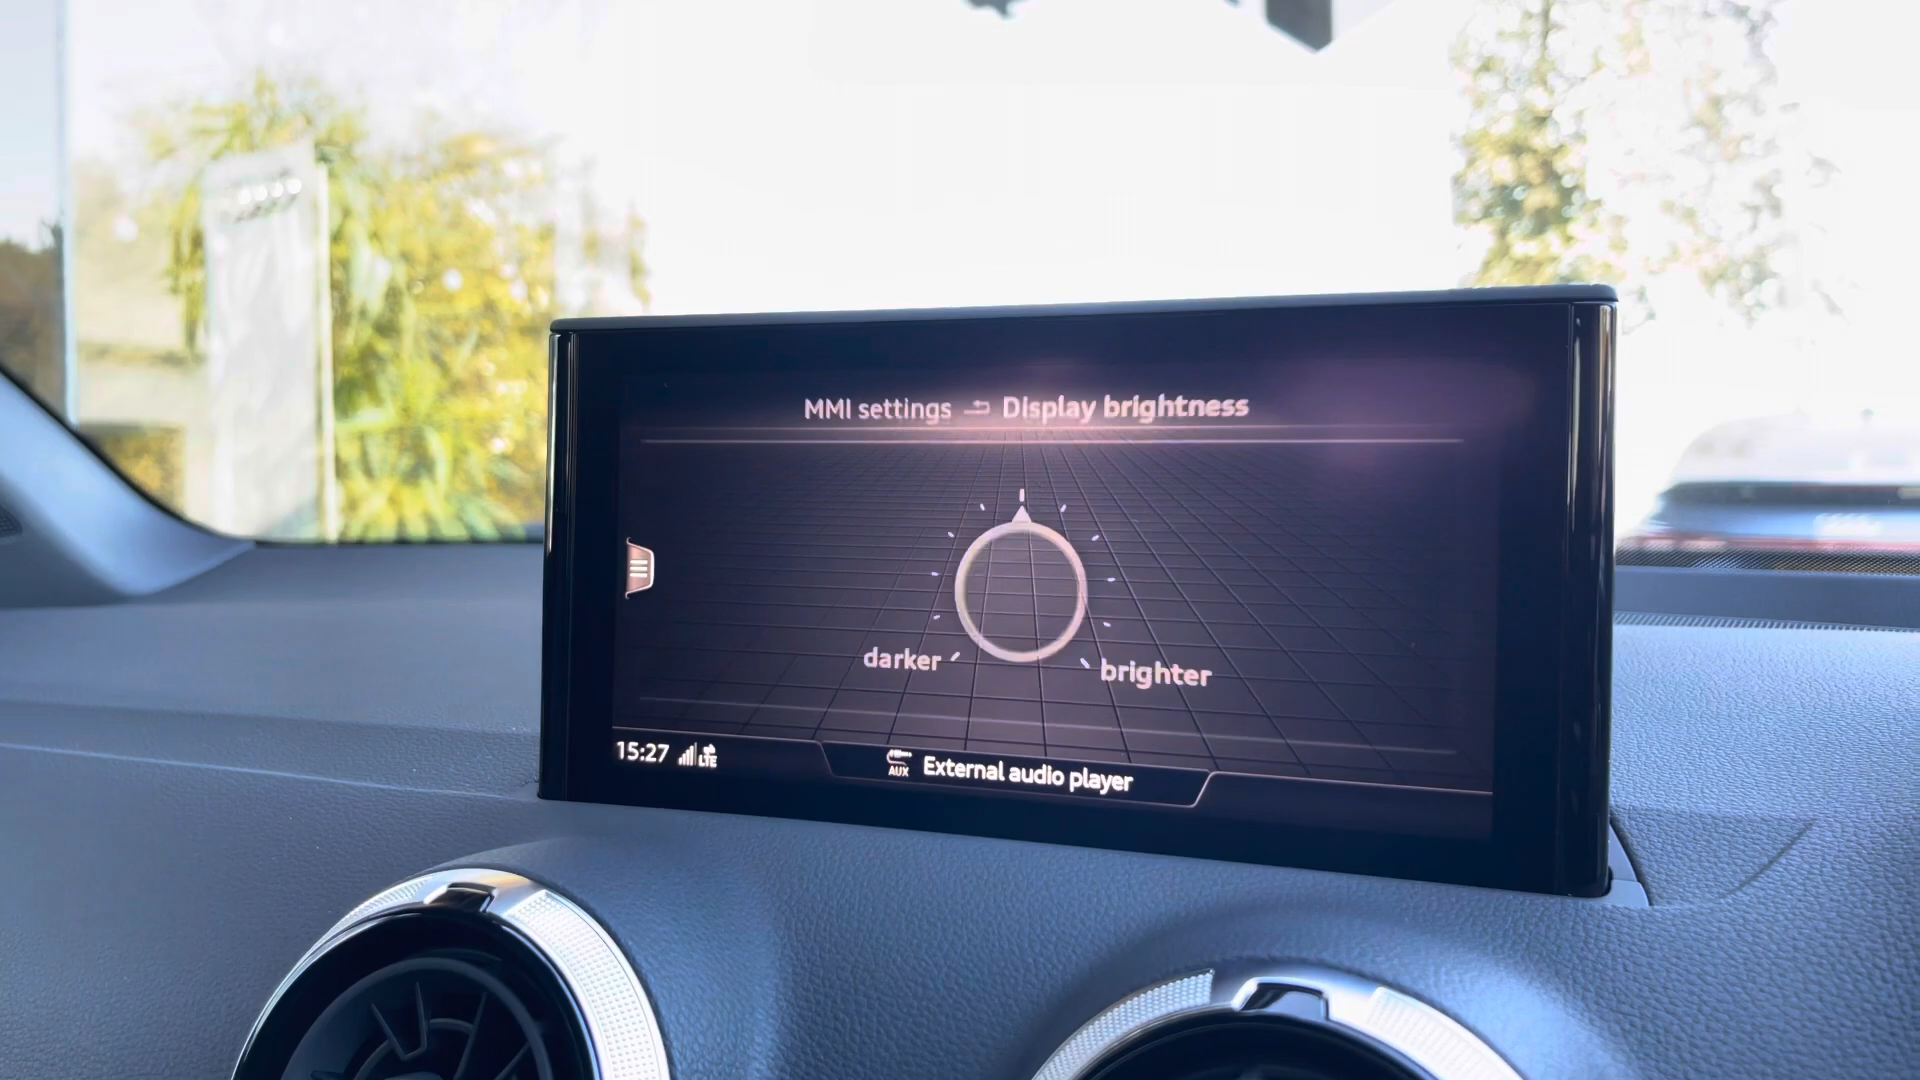 MMI settings Display brightness
darker
brighter
15:27 LTE
AUX External audio player